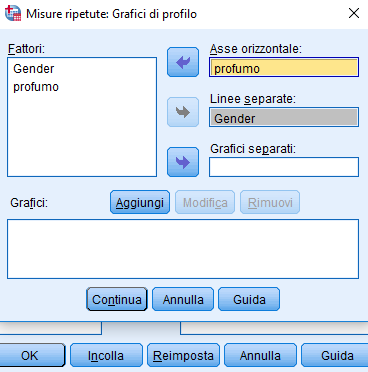 Misure ripetute: Grafici di profilo
Fattori:
Gender
profumo
Asse orizzontale:
profumo
Linee separate:
Gender
Grafici separati:
Grafici:
Aggiungi
Modifica
Rimuovi
Continua
Annulla
Guida
OK
Incolla
Reimposta
Annulla
Guida